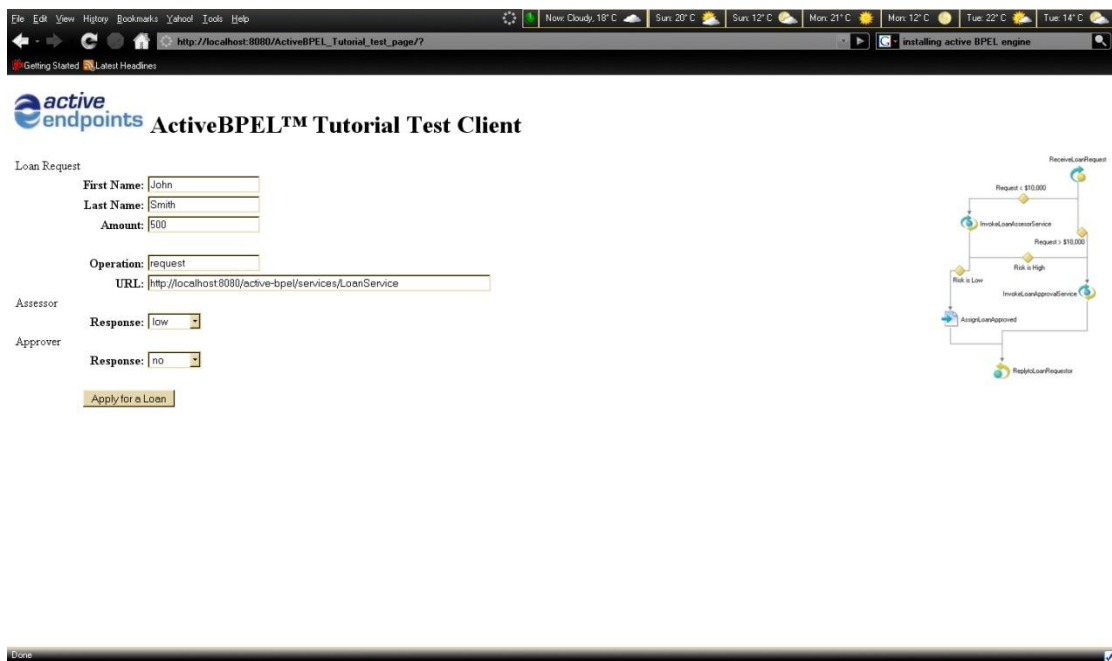 File Edit View History Bookmarks Yahoo! Tools Help
Now: Cloudy, 18° C
Sun: 20° C
Sun: 12° C
Mon: 21° C
Mon: 12° C
Tue: 22° C
Tue: 14° C
http://localhost:8080/ActiveBPEL_Tutorial_test_page/?
G installing active BPEL engine
Getting Started Latest Headlines
active
endpoints ActiveBPEL™ Tutorial Test Client
Loan Request
First Name: John
Last Name: Smith
Amount: 500
Operation: request
URL: http://localhost:8080/active-bpel/services/LoanService
Assessor
Response: low
Approver
Response: no
Apply for a Loan
ReceiveLoanRequest
Request < $10,000
InvokeLoanAssesorService
Request > $10,000
Risk is High
Risk is Low
InvokeLoanApprovalService
AssignLoanApproved
ReplytoLoanRequestor
Done